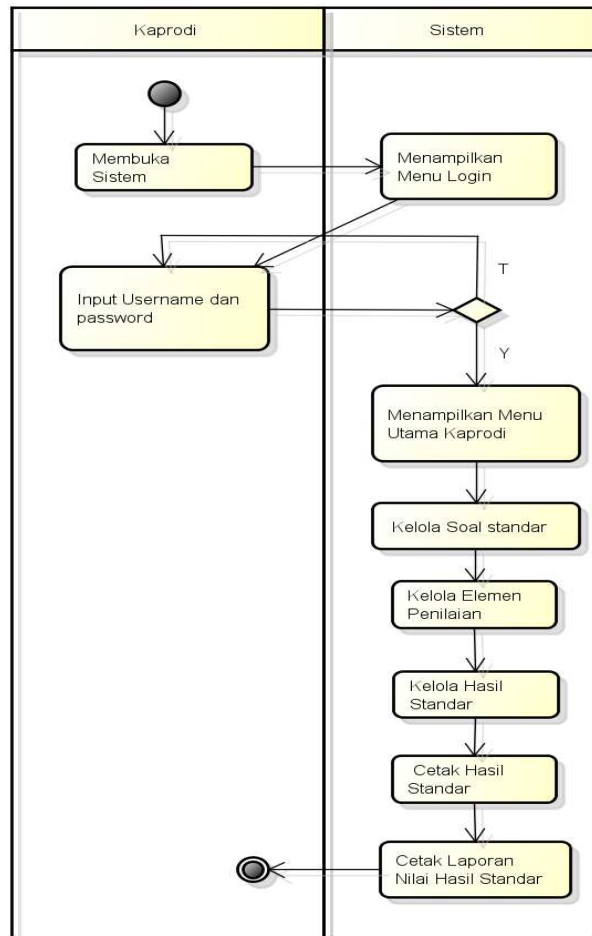 Kaprodi
Sistem
Membuka
Sistem
Menampilkan
Menu Login
Input Username dan
password
T
Y
Menampilkan Menu
Utama Kaprodi
Kelola Soal standar
Kelola Elemen
Penilaian
Kelola Hasil
Standar
Cetak Hasil
Standar
Cetak Laporan
Nilai Hasil Standar